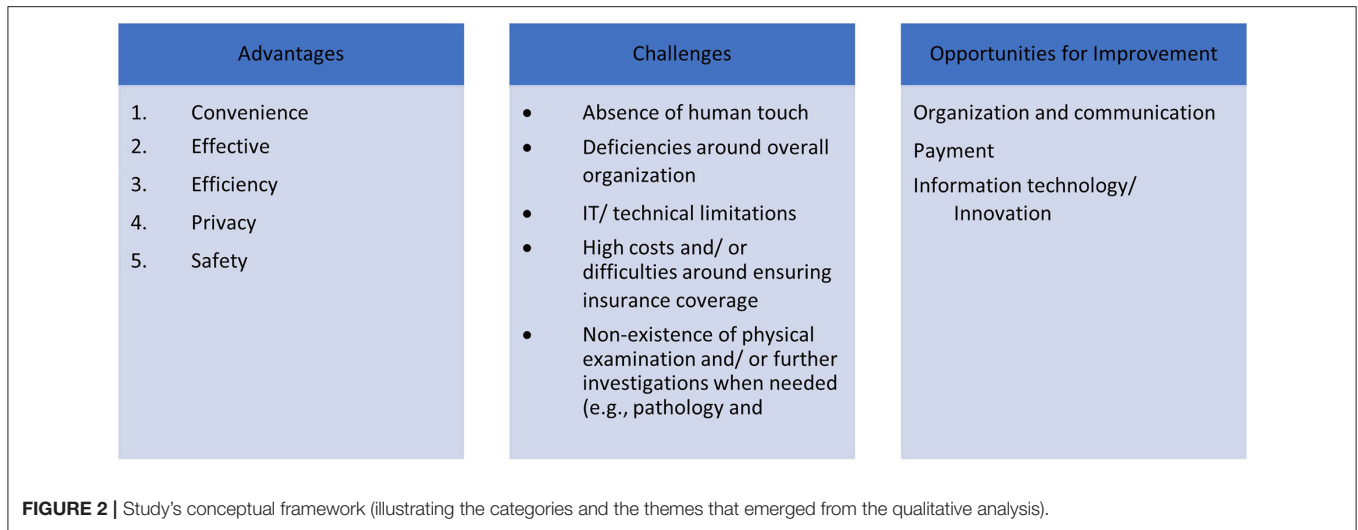 Advantages
1. Convenience
2. Effective
3. Efficiency
4. Privacy
5. Safety
Challenges
• Absence of human touch
• Deficiencies around overall
organization
• IT/ technical limitations
• High costs and/ or
difficulties around ensuring
insurance coverage
• Non-existence of physical
examination and/ or further
investigations when needed
(e.g., pathology and
Opportunities for Improvement
Organization and communication
Payment
Information technology/
Innovation
FIGURE 2 | Study's conceptual framework (illustrating the categories and the themes that emerged from the qualitative analysis).